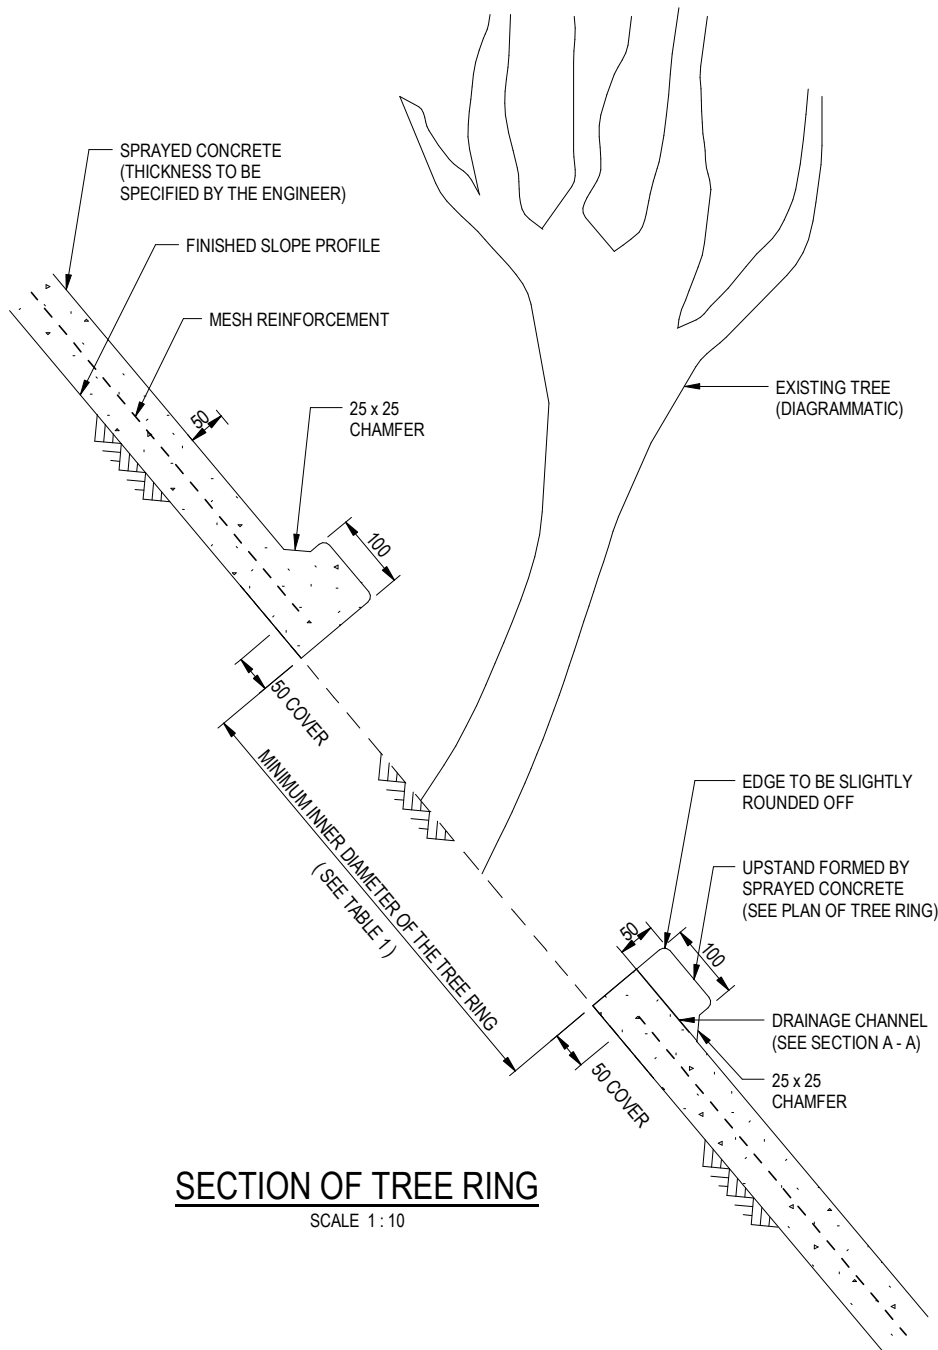 SPRAYED CONCRETE
(THICKNESS TO BE
SPECIFIED BY THE ENGINEER)
FINISHED SLOPE PROFILE
MESH REINFORCEMENT
50
25 x 25
CHAMFER
EXISTING TREE
(DIAGRAMMATIC)
100
50 COVER
MINIMUM INNER DIAMETER OF THE TREE RING
(SEE TABLE 1)
EDGE TO BE SLIGHTLY
ROUNDED OFF
UPSTAND FORMED BY
SPRAYED CONCRETE
(SEE PLAN OF TREE RING)
50
100
DRAINAGE CHANNEL
(SEE SECTION A - A)
25 x 25
CHAMFER
50 COVER
SECTION OF TREE RING
SCALE 1 : 10